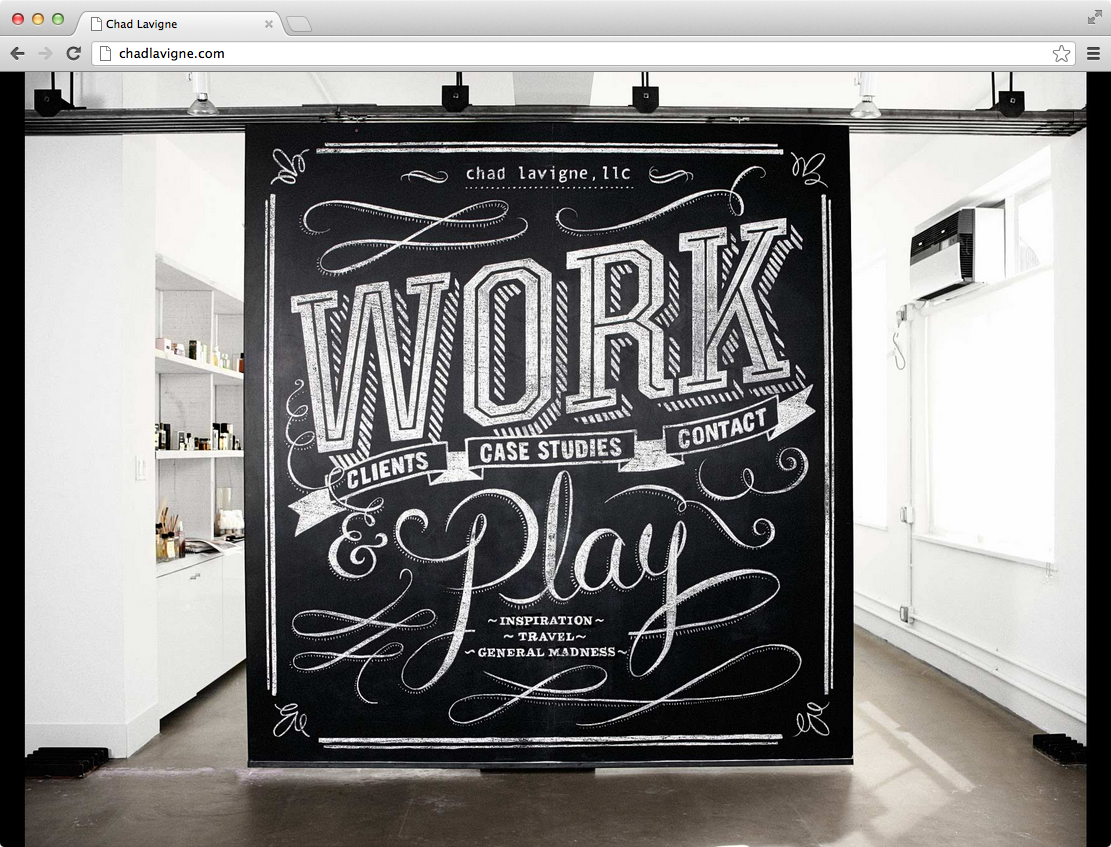 Chad Lavigne
chadlavigne.com
chad lavigne,llc
WORK
CLIENTS CASE STUDIES CONTACT
& Play
~INSPIRATION~
~TRAVEL~
~GENERAL MADNESS~